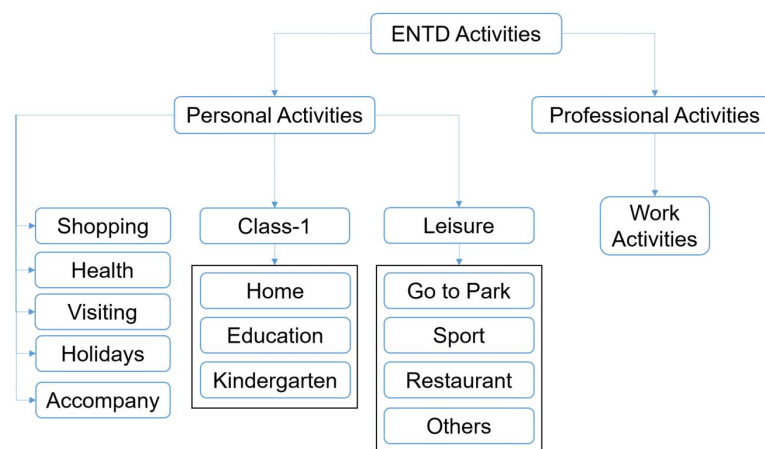 ENTD Activities
Personal Activities
Professional Activities
Shopping
Health
Visiting
Holidays
Accompany
Class-1
Home
Education
Kindergarten
Leisure
Go to Park
Sport
Restaurant
Others
Work
Activities